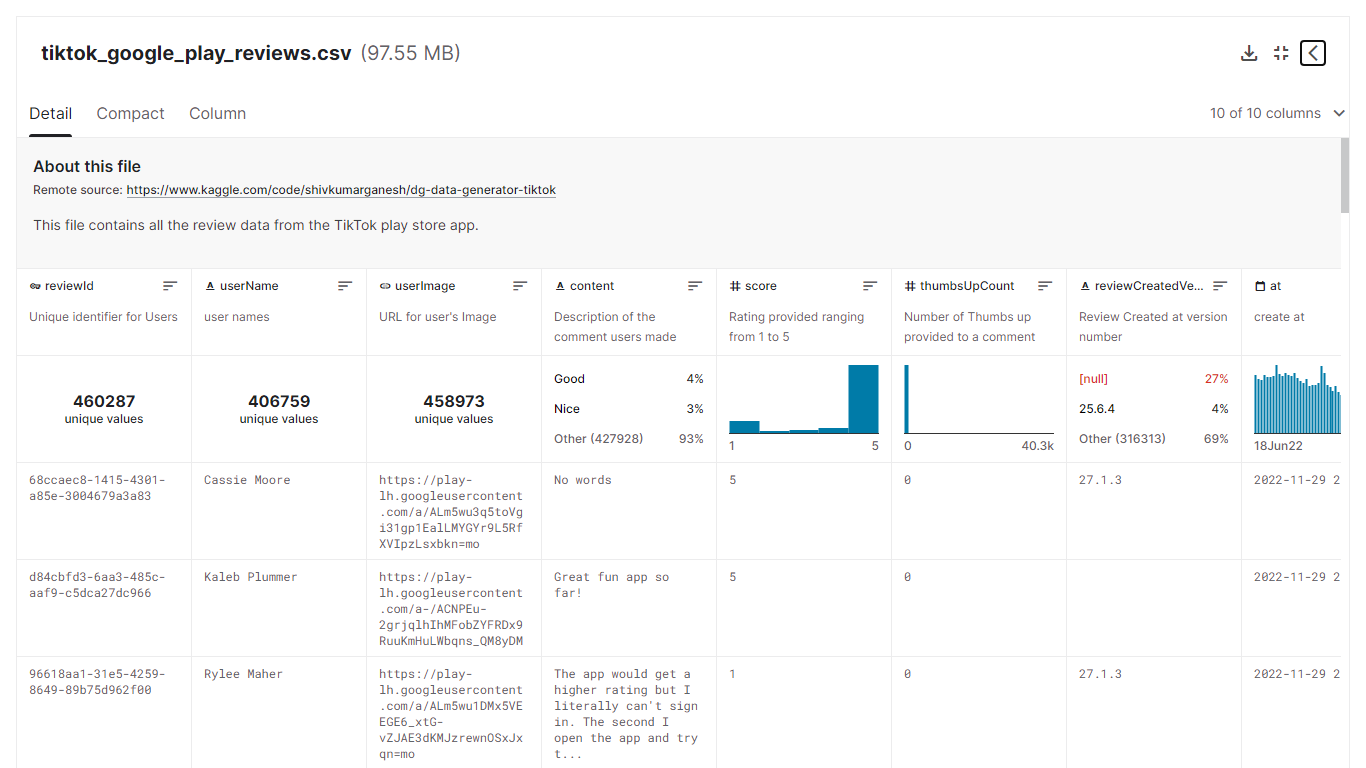 tiktok_google_play_reviews.csv (97.55 MB)
Detail Compact Column
10 of 10 columns
About this file
Remote source: https://www.kaggle.com/code/shivkumarganesh/dg-data-generator-tiktok
This file contains all the review data from the TikTok play store app.
reviewId
Unique identifier for Users
userName
user names
userImage
URL for user's Image
content
Description of the
comment users made
score
Rating provided ranging
from 1 to 5
thumbsUpCount
Number of Thumbs up
provided to a comment
reviewCreatedVe...
Review Created at version
number
at
create at
460287
unique values
406759
unique values
458973
unique values
Good 4%
Nice 3%
Other (427928) 93%
1 5
0 40.3k
[null] 27%
25.6.4 4%
Other (316313) 69%
18Jun22
68ccaec8-1415-4301-
a85e-3004679a3a83
Cassie Moore
https://play-
lh.googleusercontent
.com/a/ALm5wu3q5toVg
i31gp1EalLMYGYr9L5Rf
XVIpzLsxbkn=mo
No words
5
0
27.1.3
2022-11-29 2
d84cbfd3-6aa3-485c-
aaf9-c5dca27dc966
Kaleb Plummer
https://play-
lh.googleusercontent
.com/a-/ACNPEu-
2grjqlhIhMFobZYFRDx9
RuuKmHuLWbqns_QM8yDM
Great fun app so
far!
5
0
2022-11-29 2
96618aa1-31e5-4259-
8649-89b75d962f00
Rylee Maher
https://play-
lh.googleusercontent
.com/a/ALm5wu1DMx5VE
EGE6_xtG-
vZJAE3dKMJzrewnOSxJx
qn=mo
The app would get a
higher rating but I
literally can't sign
in. The second I
open the app and try
t...
1
0
27.1.3
2022-11-29 2